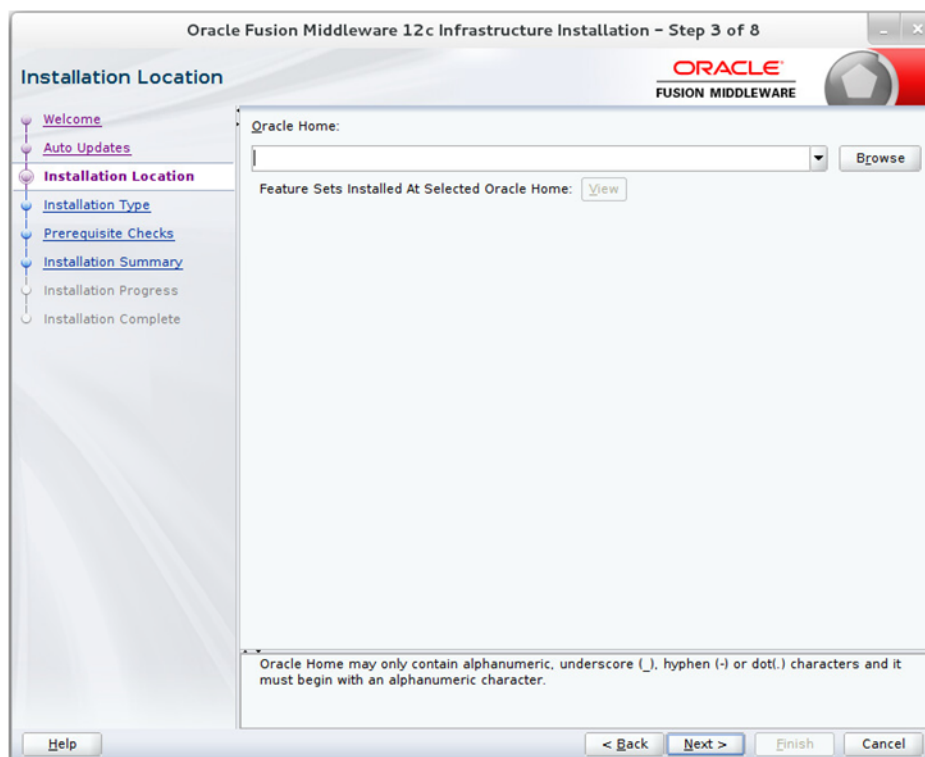 Oracle Fusion Middleware 12c Infrastructure Installation - Step 3 of 8
Installation Location
ORACLE
FUSION MIDDLEWARE
Welcome
Auto Updates
Installation Location
Installation Type
Prerequisite Checks
Installation Summary
Installation Progress
Installation Complete
Oracle Home:
Browse
Feature Sets Installed At Selected Oracle Home: View
Oracle Home may only contain alphanumeric, underscore (_), hyphen (-) or dot(.) characters and it
must begin with an alphanumeric character.
Help
< Back Next > Finish Cancel